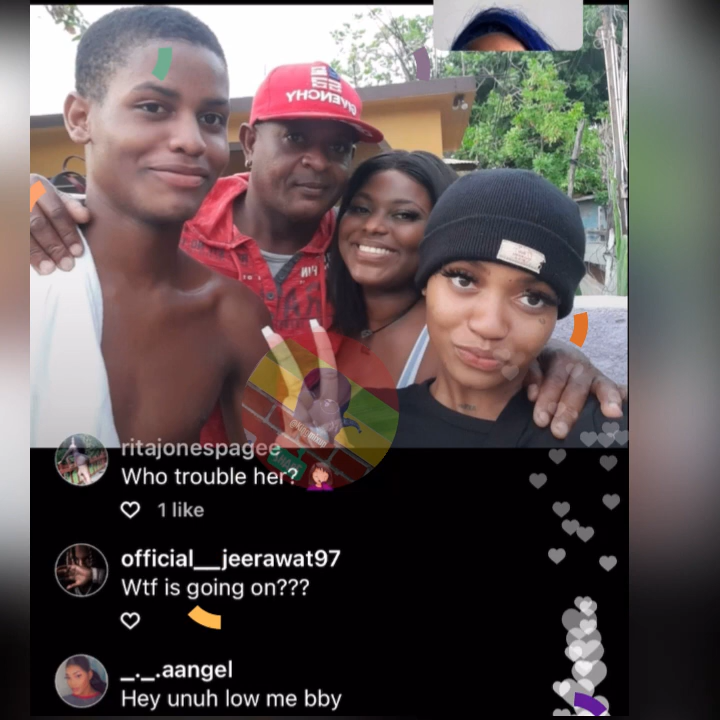 GIVENCHY
ritajonespagee
Who trouble her? 🤦
1 like
official__jeerawat97
Wtf is going on???
_._.aangel
Hey unuh low me bby